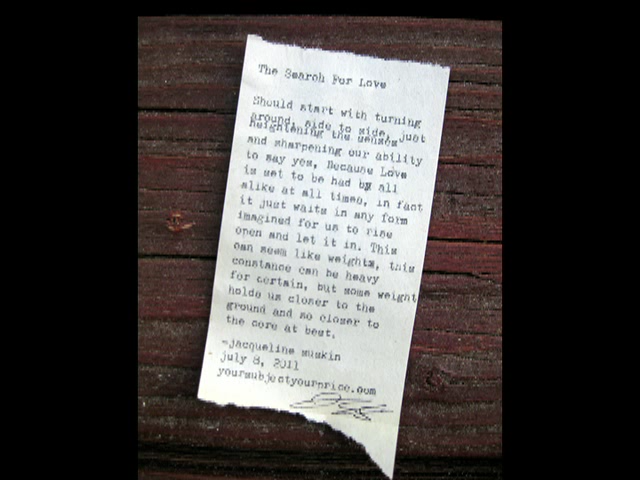 The Search For Love
Should start with turning
around, side to side, just
heightening the senses
and sharpening our ability
to say yes, Because Love
is set to be had by all
alike at all times, in fact
it just waits in any form
imagined for us to rise
open and let it in. This
can seem like weights, this
constance can be heavy
for certain, but some weight
holds us closer to the
ground and so closer to
the core at best.
-jacqueline suskin
july 8, 2011
yoursubjectyourprice.com